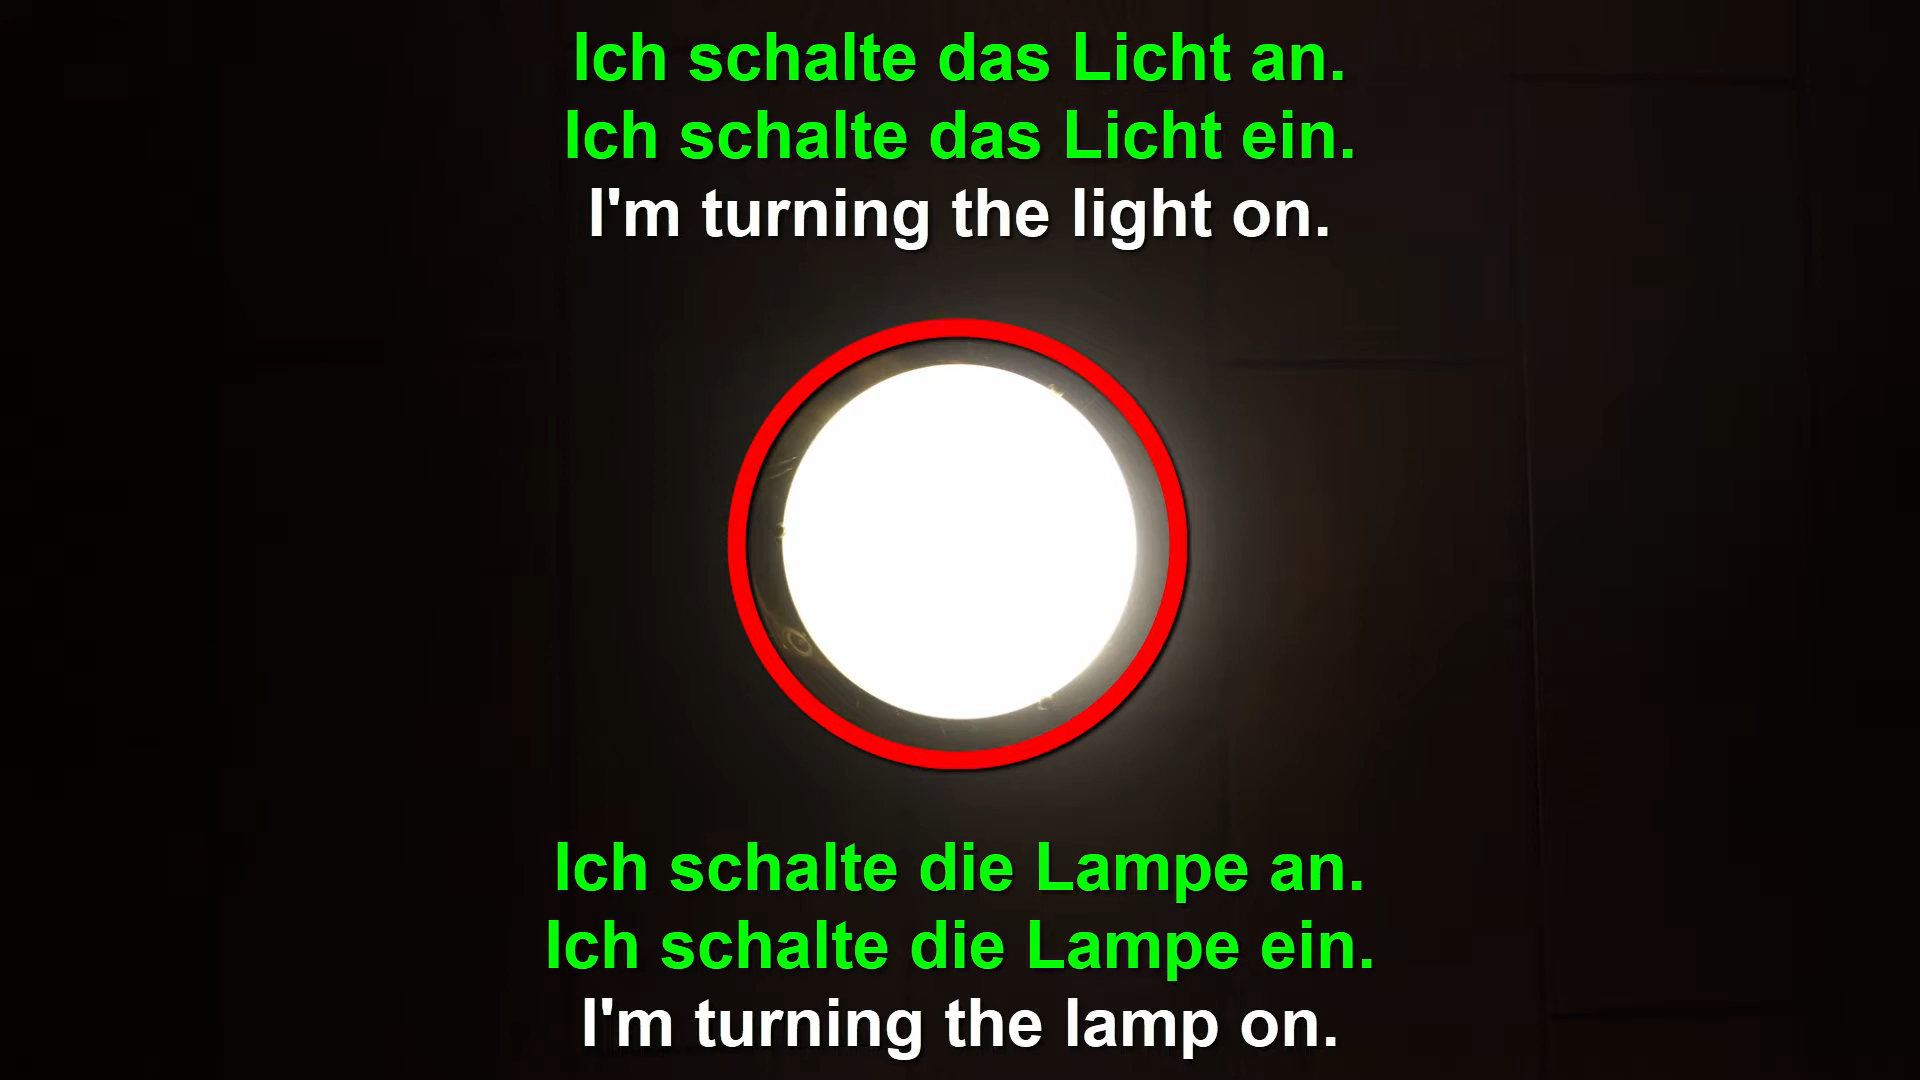 Ich schalte das Licht an.
Ich schalte das Licht ein.
I'm turning the light on.
Ich schalte die Lampe an.
Ich schalte die Lampe ein.
I'm turning the lamp on.